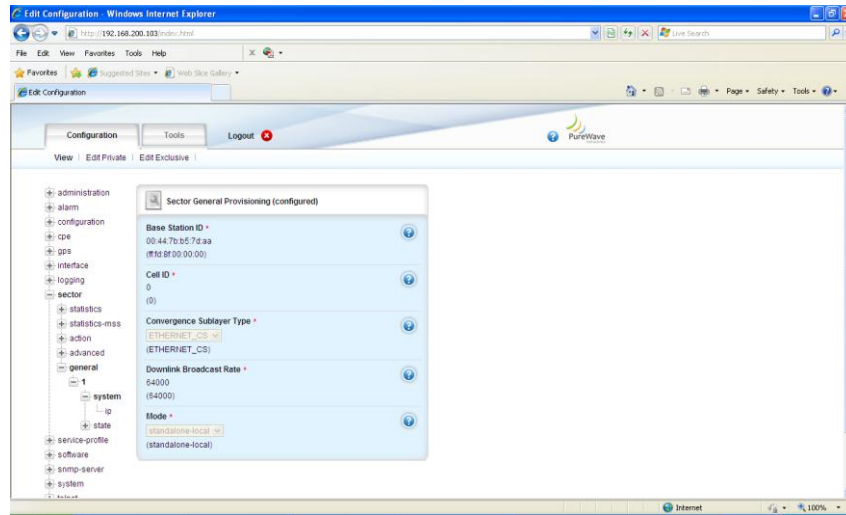 Edit Configuration - Windows Internet Explorer
http://192.168.200.103/index.html
Live Search
File Edit View Favorites Tools Help
Favorites Suggested Sites Web Slice Gallery
Edit Configuration
Page Safety Tools
Configuration Tools Logout PureWave
View Edit Private Edit Exclusive
administration
alarm
configuration
cpe
gps
interface
logging
sector
statistics
statistics-mss
action
advanced
general
1
system
ip
state
service-profile
software
snmp-server
system
telnet
Sector General Provisioning (configured)
Base Station ID *
00:44:7b:b5:7d:aa
(ff:fd:8f:00:00:00)
Cell ID *
0
(0)
Convergence Sublayer Type *
ETHERNET_CS
(ETHERNET_CS)
Downlink Broadcast Rate *
64000
(64000)
Mode *
standalone-local
(standalone-local)
Internet 100%